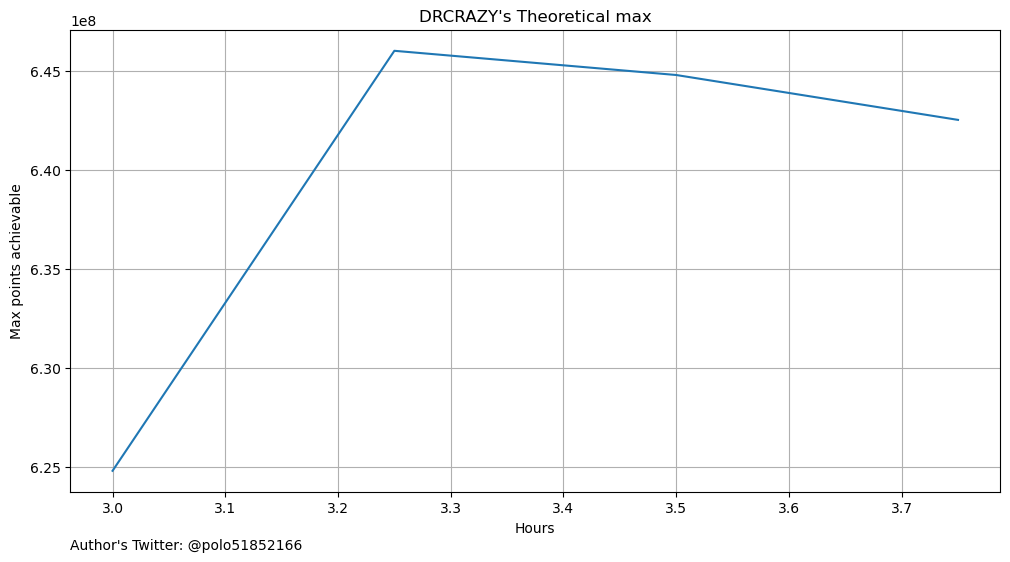 DRCRAZY's Theoretical max
1e8
6.45
6.40
6.35
6.30
6.25
Max points achievable
3.0 3.1 3.2 3.3 3.4 3.5 3.6 3.7
Hours
Author's Twitter: @polo51852166